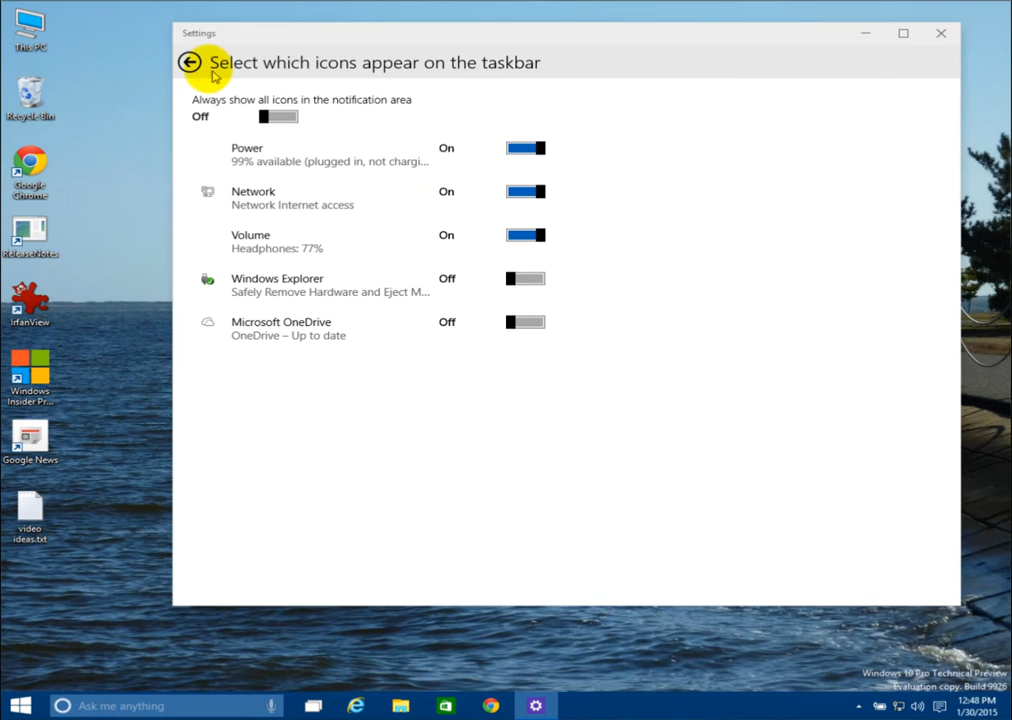 This PC
Recycle Bin
Google
Chrome
ReleaseNotes
IrfanView
Windows
Insider Pr...
Google News
video
ideas.txt
Settings
Select which icons appear on the taskbar
Always show all icons in the notification area
Off
Power On
99% available (plugged in, not chargi...
Network On
Network Internet access
Volume On
Headphones: 77%
Windows Explorer Off
Safely Remove Hardware and Eject M...
Microsoft OneDrive Off
OneDrive – Up to date
Windows 10 Pro Technical Preview
Evaluation copy. Build 9926
Ask me anything
12:48 PM
1/30/2015